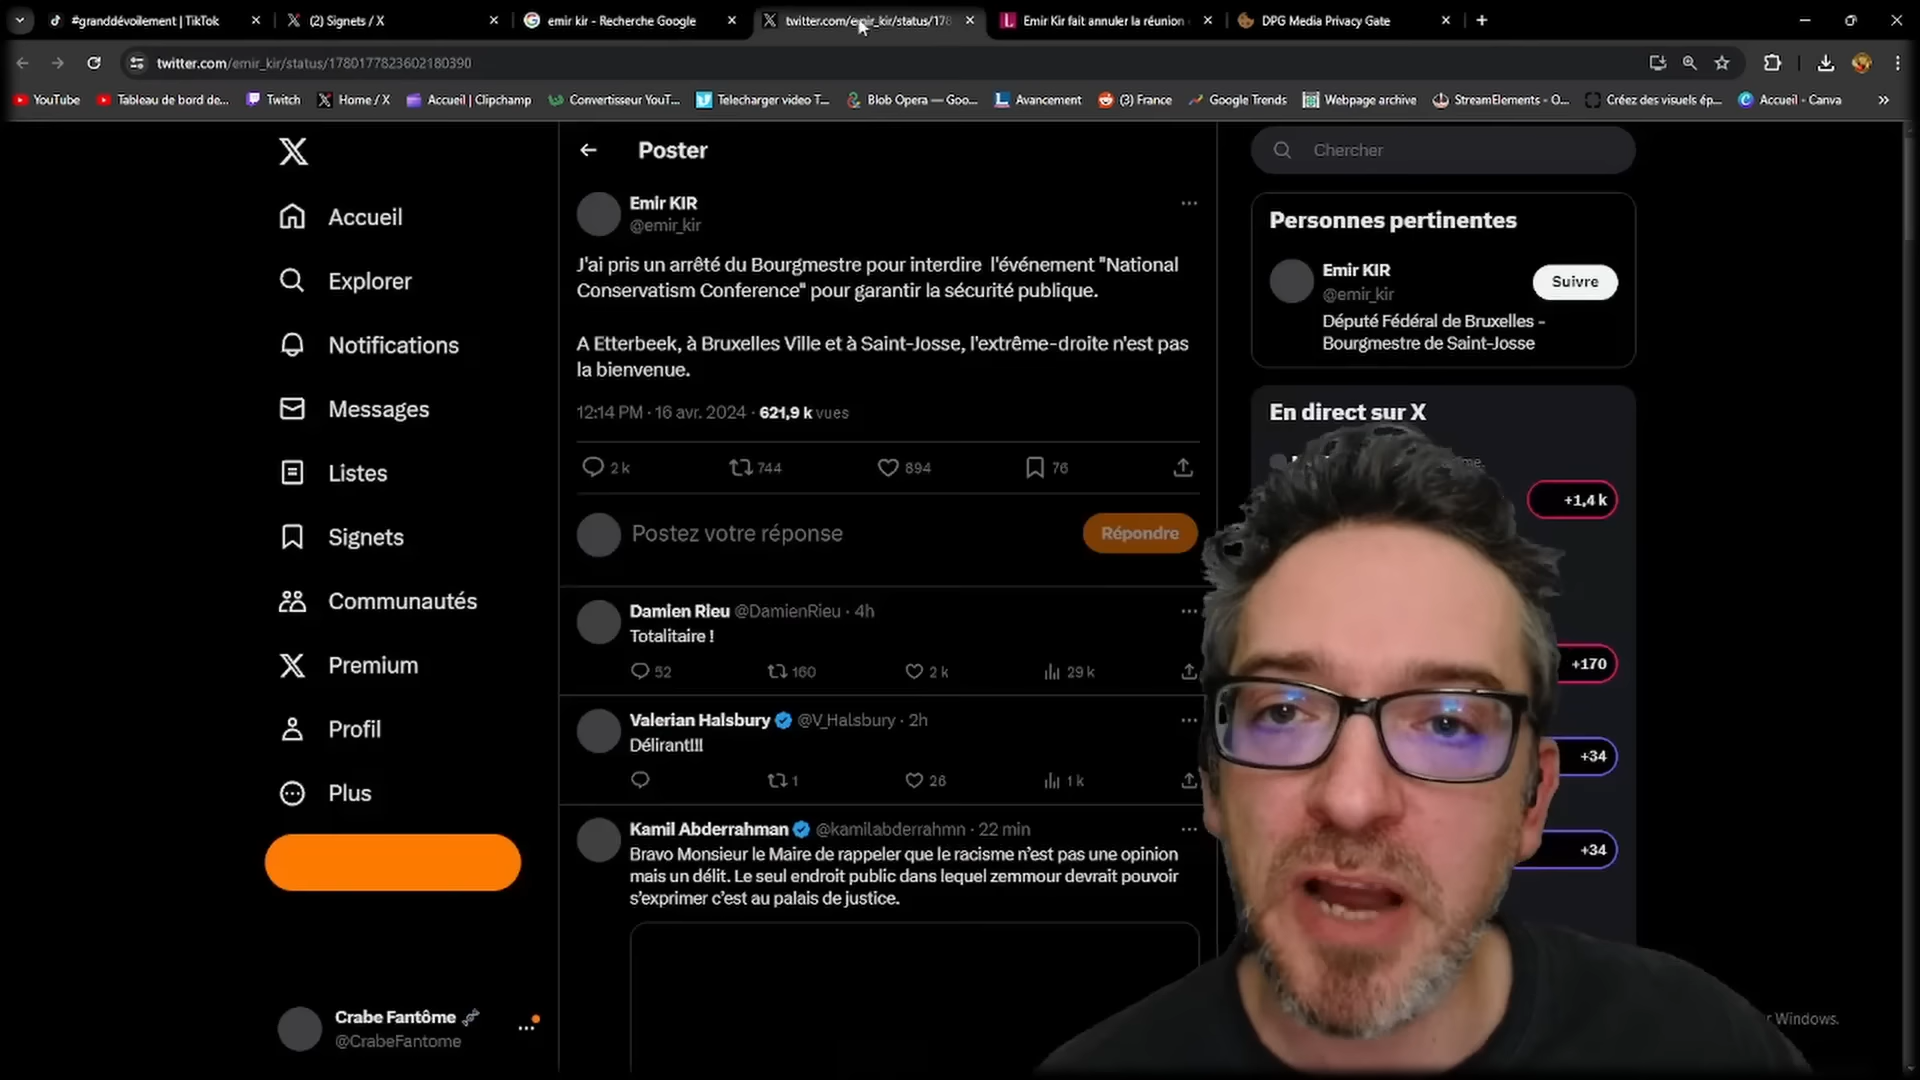 #granddévoilement | TikTok
(2) Signets / X
emir kir - Recherche Google
twitter.com/emir_kir/status/178
Emir Kir fait annuler la réunion
DPG Media Privacy Gate
twitter.com/emir_kir/status/1780177823602180390
YouTube
Tableau de bord de...
Twitch
Home / X
Accueil | Clipchamp
Convertisseur YouT...
Telecharger video T...
Blob Opera — Goo...
Avancement
(3) France
Google Trends
Webpage archive
StreamElements - O...
Créez des visuels ép...
Accueil - Canva
Accueil
Explorer
Notifications
Messages
Listes
Signets
Communautés
Premium
Profil
Plus
Crabe Fantôme
@CrabeFantome
Poster
Emir KIR
@emir_kir
J'ai pris un arrêté du Bourgmestre pour interdire l'événement "National
Conservatism Conference" pour garantir la sécurité publique.
A Etterbeek, à Bruxelles Ville et à Saint-Josse, l'extrême-droite n'est pas
la bienvenue.
12:14 PM · 16 avr. 2024 · 621,9 k vues
2 k
744
894
76
Postez votre réponse
Répondre
Damien Rieu @DamienRieu · 4h
Totalitaire !
52
160
2 k
29 k
Valerian Halsbury @V_Halsbury · 2h
Délirant!!!
1
26
1 k
Kamil Abderrahman @kamilabderrahmn · 22 min
Bravo Monsieur le Maire de rappeler que le racisme n'est pas une opinion
mais un délit. Le seul endroit public dans lequel zemmour devrait pouvoir
s'exprimer c'est au palais de justice.
Chercher
Personnes pertinentes
Emir KIR
@emir_kir
Suivre
Député Fédéral de Bruxelles -
Bourgmestre de Saint-Josse
En direct sur X
+1,4 k
+170
+34
+34
Windows.